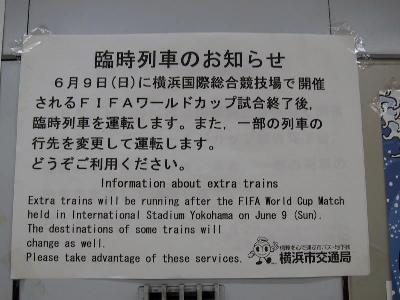 臨時列車のお知らせ
６月９日(日)に横浜国際総合競技場で開催
されるＦＩＦＡワールドカップ試合終了後，
臨時列車を運転します。また，一部の列車の
行先を変更して運転します。
どうぞご利用ください。
Information about extra trains
Extra trains will be running after the FIFA World Cup Match
held in International Stadium Yokohama on June 9 (Sun).
The destinations of some trains will
change as well.
Please take advantage of these services.
横浜市交通局